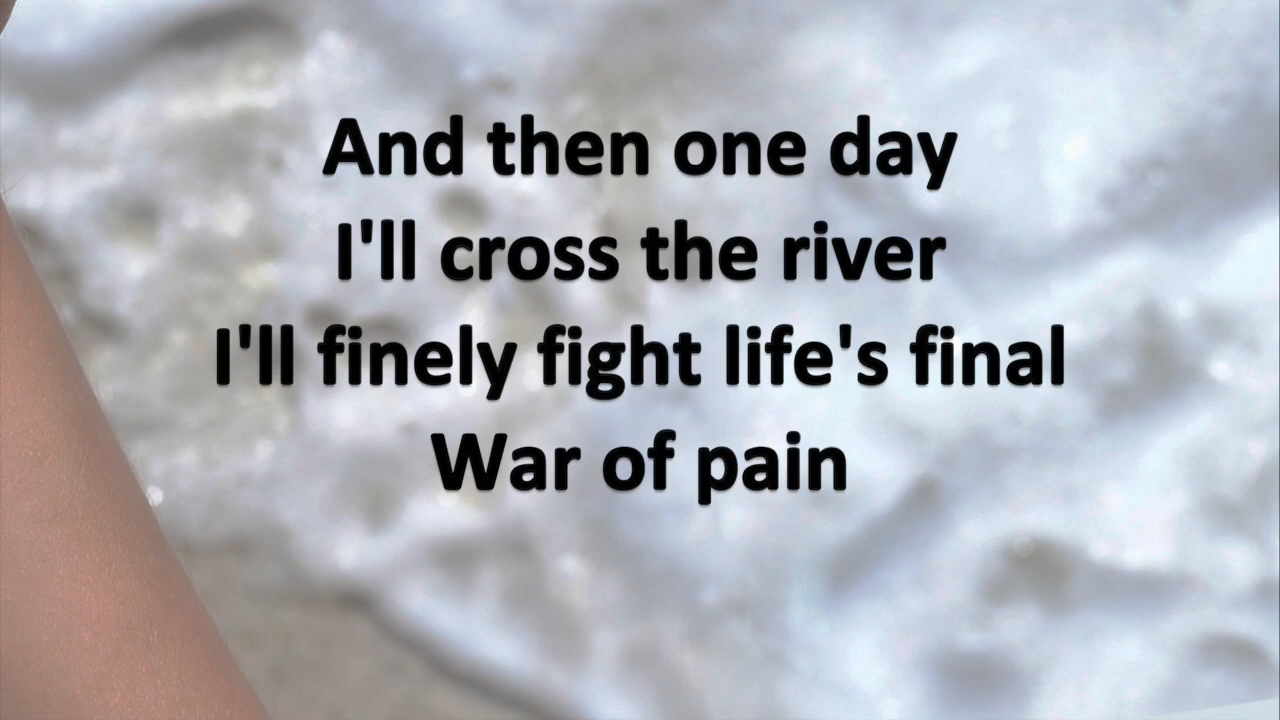 And then one day
I'll cross the river
I'll finely fight life's final
War of pain